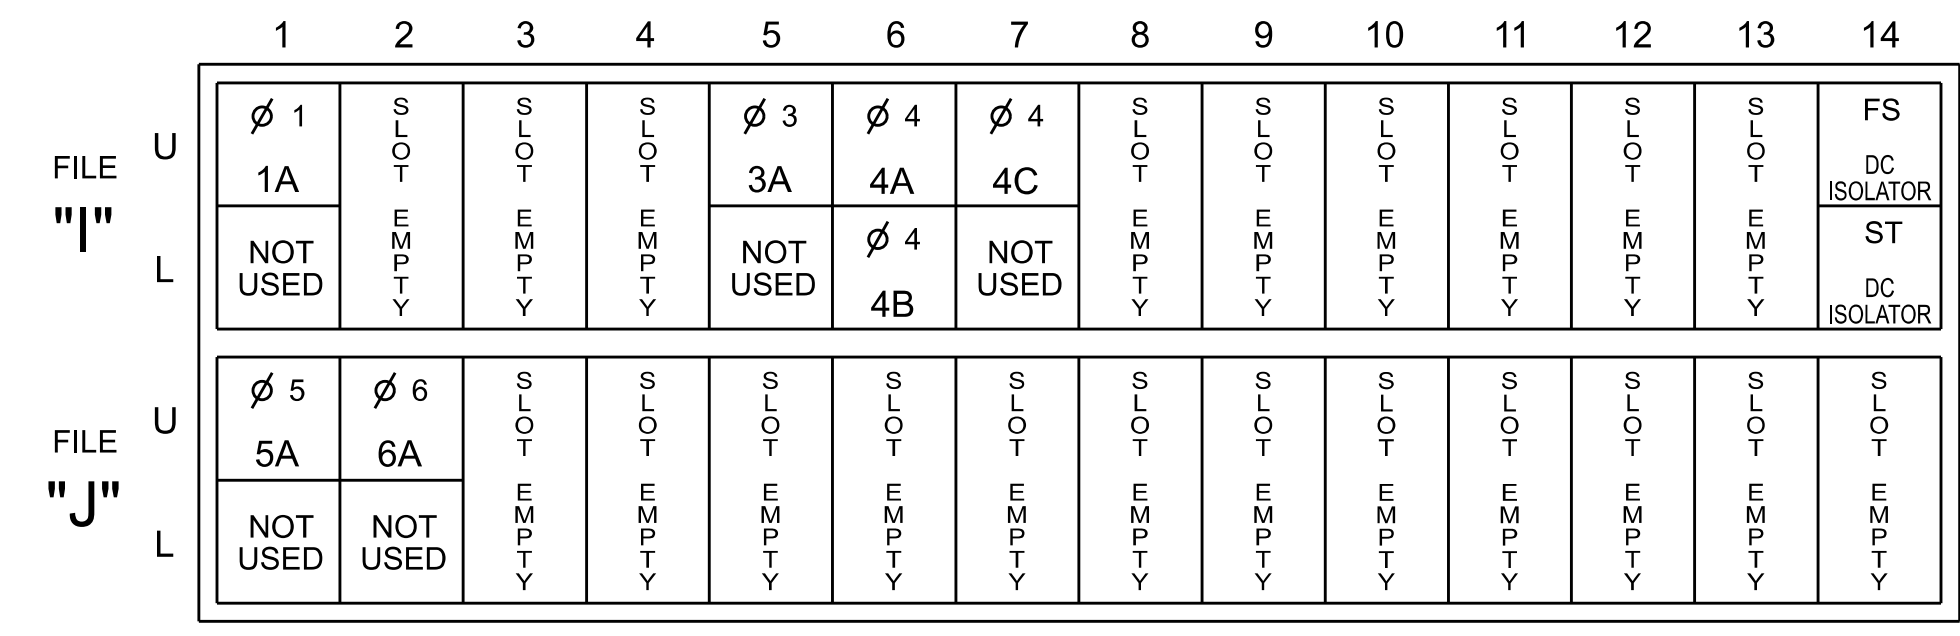 1 2 3 4 5 6 7 8 9 10 11 12 13 14
FILE
"I"
U
L
Ø 1
1A
NOT
USED
SLOT EMPTY
SLOT EMPTY
SLOT EMPTY
Ø 3
3A
NOT
USED
Ø 4
4A
Ø 4
4B
Ø 4
4C
NOT
USED
SLOT EMPTY
SLOT EMPTY
SLOT EMPTY
SLOT EMPTY
SLOT EMPTY
SLOT EMPTY
FS
DC
ISOLATOR
ST
DC
ISOLATOR
FILE
"J"
U
L
Ø 5
5A
NOT
USED
Ø 6
6A
NOT
USED
SLOT EMPTY
SLOT EMPTY
SLOT EMPTY
SLOT EMPTY
SLOT EMPTY
SLOT EMPTY
SLOT EMPTY
SLOT EMPTY
SLOT EMPTY
SLOT EMPTY
SLOT EMPTY
SLOT EMPTY